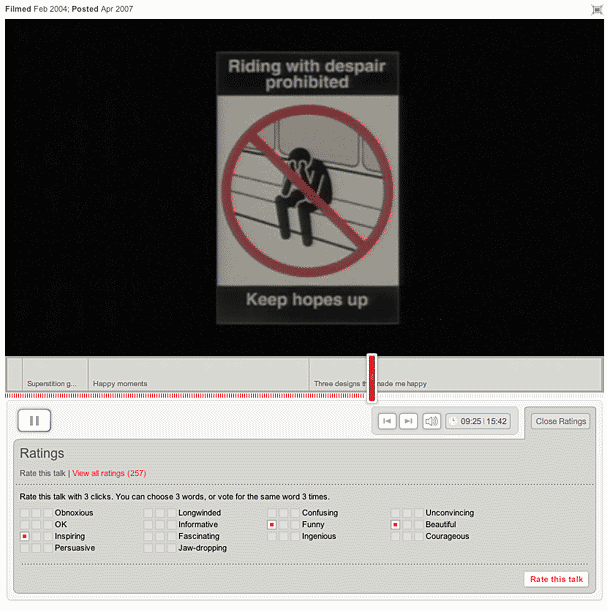 Filmed Feb 2004; Posted Apr 2007
Riding with despair
prohibited
Keep hopes up
Superstition g...
Happy moments
Three designs th made me happy
09:25 | 15:42
Close Ratings
Ratings
Rate this talk | View all ratings (257)
Rate this talk with 3 clicks. You can choose 3 words, or vote for the same word 3 times.
Obnoxious
Longwinded
Confusing
Unconvincing
OK
Informative
Funny
Beautiful
Inspiring
Fascinating
Ingenious
Courageous
Persuasive
Jaw-dropping
Rate this talk